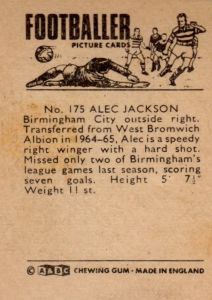 FOOTBALLER
PICTURE CARDS
No. 175 ALEC JACKSON
Birmingham City outside right.
Transferred from West Bromwich
Albion in 1964-65, Alec is a speedy
right winger with a hard shot.
Missed only two of Birmingham's
league games last season, scoring
seven goals. Height 5' 7½"
Weight 11 st.
© A&BC CHEWING GUM - MADE IN ENGLAND